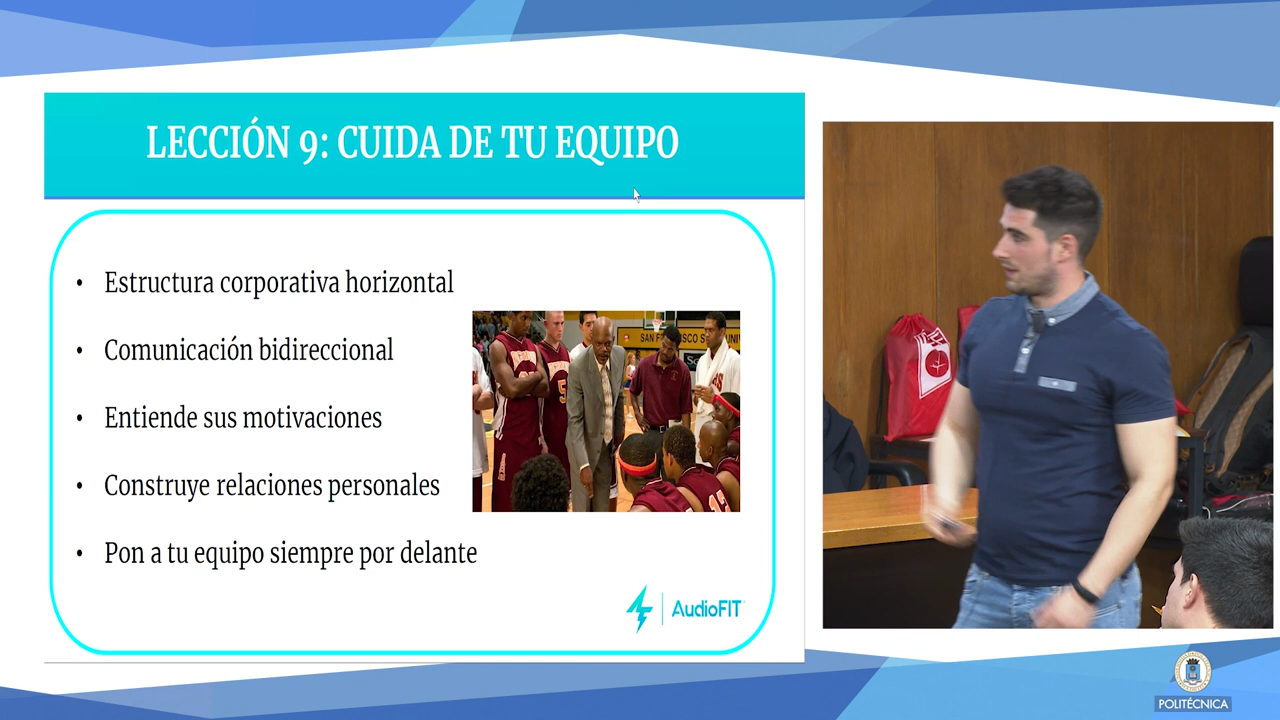 LECCIÓN 9: CUIDA DE TU EQUIPO
• Estructura corporativa horizontal
• Comunicación bidireccional
• Entiende sus motivaciones
• Construye relaciones personales
• Pon a tu equipo siempre por delante
AudioFIT
POLITÉCNICA